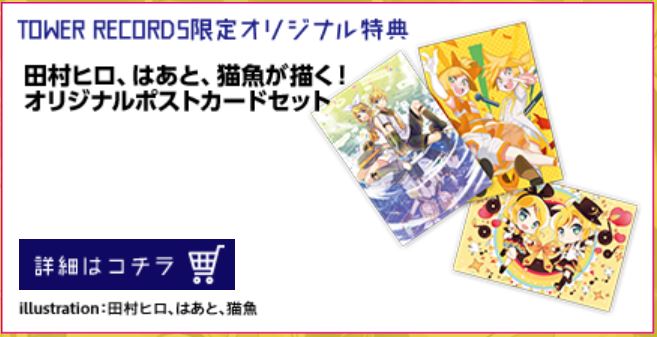 TOWER RECORDS限定オリジナル特典
田村ヒロ、はあと、猫魚が描く！
オリジナルポストカードセット
詳細はコチラ
illustration：田村ヒロ、はあと、猫魚